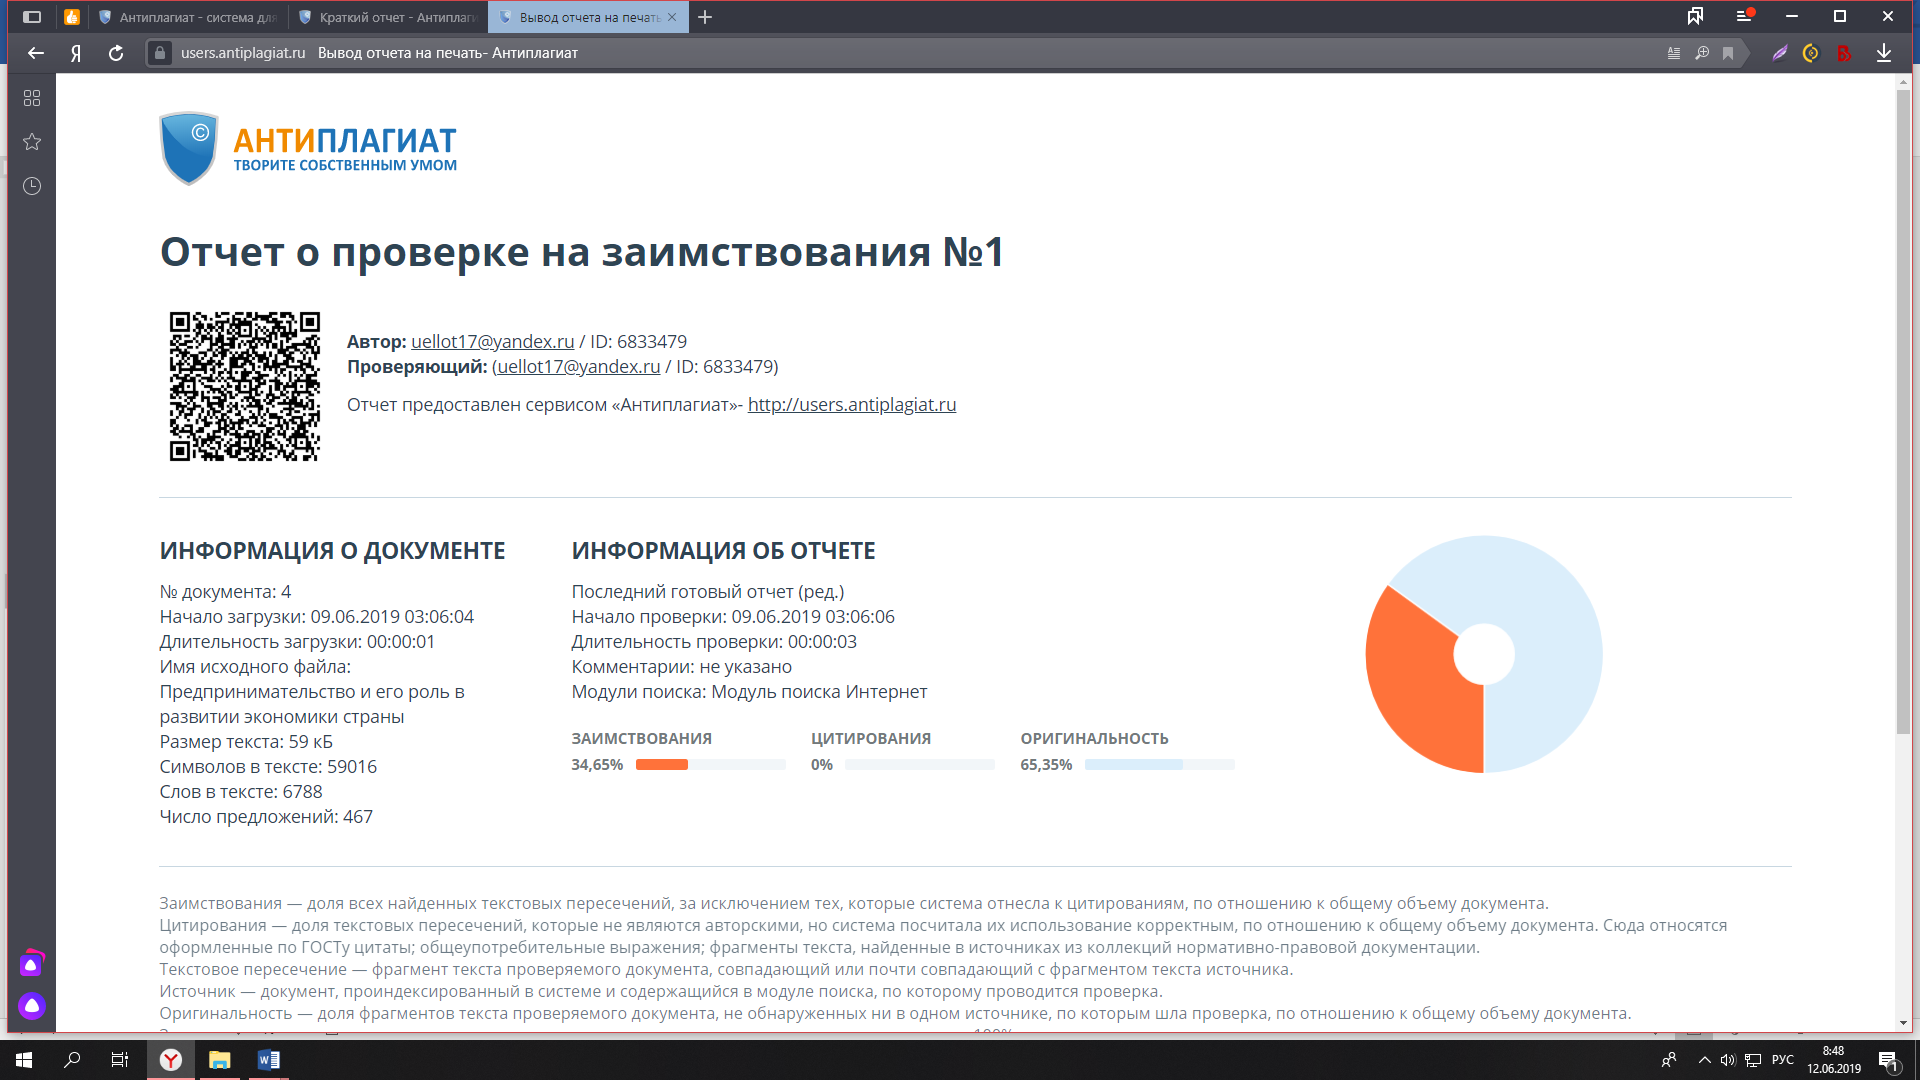 Антиплагиат - система для
Краткий отчет - Антиплаги
Вывод отчета на печать
users.antiplagiat.ru Вывод отчета на печать- Антиплагиат
©
АНТИПЛАГИАТ
ТВОРИТЕ СОБСТВЕННЫМ УМОМ
Отчет о проверке на заимствования №1
Автор: uellot17@yandex.ru / ID: 6833479
Проверяющий: (uellot17@yandex.ru / ID: 6833479)
Отчет предоставлен сервисом «Антиплагиат»- http://users.antiplagiat.ru
ИНФОРМАЦИЯ О ДОКУМЕНТЕ
№ документа: 4
Начало загрузки: 09.06.2019 03:06:04
Длительность загрузки: 00:00:01
Имя исходного файла:
Предпринимательство и его роль в
развитии экономики страны
Размер текста: 59 кБ
Символов в тексте: 59016
Слов в тексте: 6788
Число предложений: 467
ИНФОРМАЦИЯ ОБ ОТЧЕТЕ
Последний готовый отчет (ред.)
Начало проверки: 09.06.2019 03:06:06
Длительность проверки: 00:00:03
Комментарии: не указано
Модули поиска: Модуль поиска Интернет
ЗАИМСТВОВАНИЯ
34,65%
ЦИТИРОВАНИЯ
0%
ОРИГИНАЛЬНОСТЬ
65,35%
Заимствования — доля всех найденных текстовых пересечений, за исключением тех, которые система отнесла к цитированиям, по отношению к общему объему документа.
Цитирования — доля текстовых пересечений, которые не являются авторскими, но система посчитала их использование корректным, по отношению к общему объему документа. Сюда относятся
оформленные по ГОСТу цитаты; общеупотребительные выражения; фрагменты текста, найденные в источниках из коллекций нормативно-правовой документации.
Текстовое пересечение — фрагмент текста проверяемого документа, совпадающий или почти совпадающий с фрагментом текста источника.
Источник — документ, проиндексированный в системе и содержащийся в модуле поиска, по которому проводится проверка.
Оригинальность — доля фрагментов текста проверяемого документа, не обнаруженных ни в одном источнике, по которым шла проверка, по отношению к общему объему документа.
РУС
8:48
12.06.2019
1